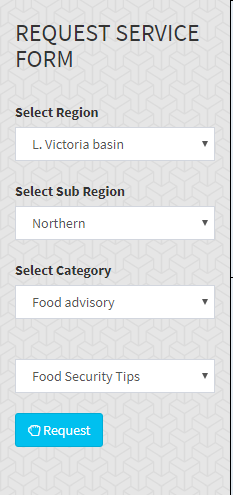 REQUEST SERVICE
FORM
Select Region
L. Victoria basin
Select Sub Region
Northern
Select Category
Food advisory
Food Security Tips
Request